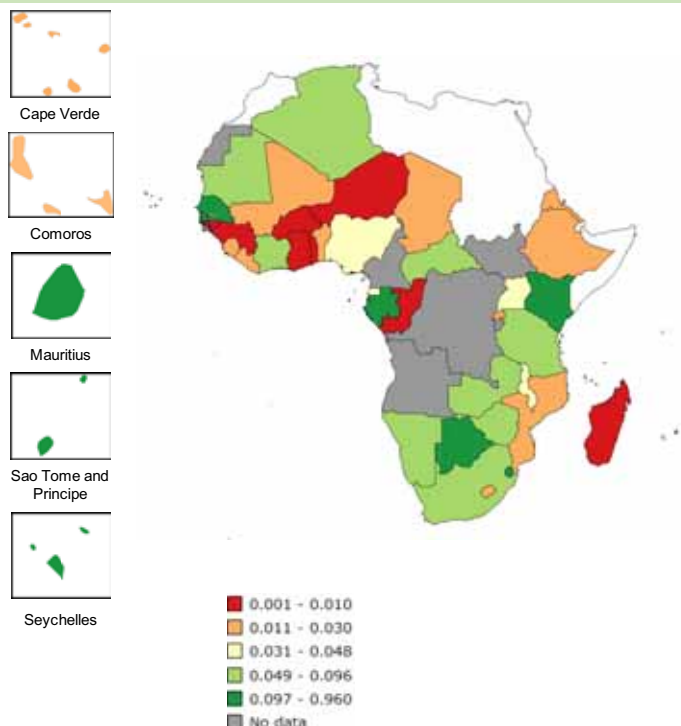 Cape Verde
Comoros
Mauritius
Sao Tome and
Principe
Seychelles
0.001 - 0.010
0.011 - 0.030
0.031 - 0.048
0.049 - 0.096
0.097 - 0.960
No data